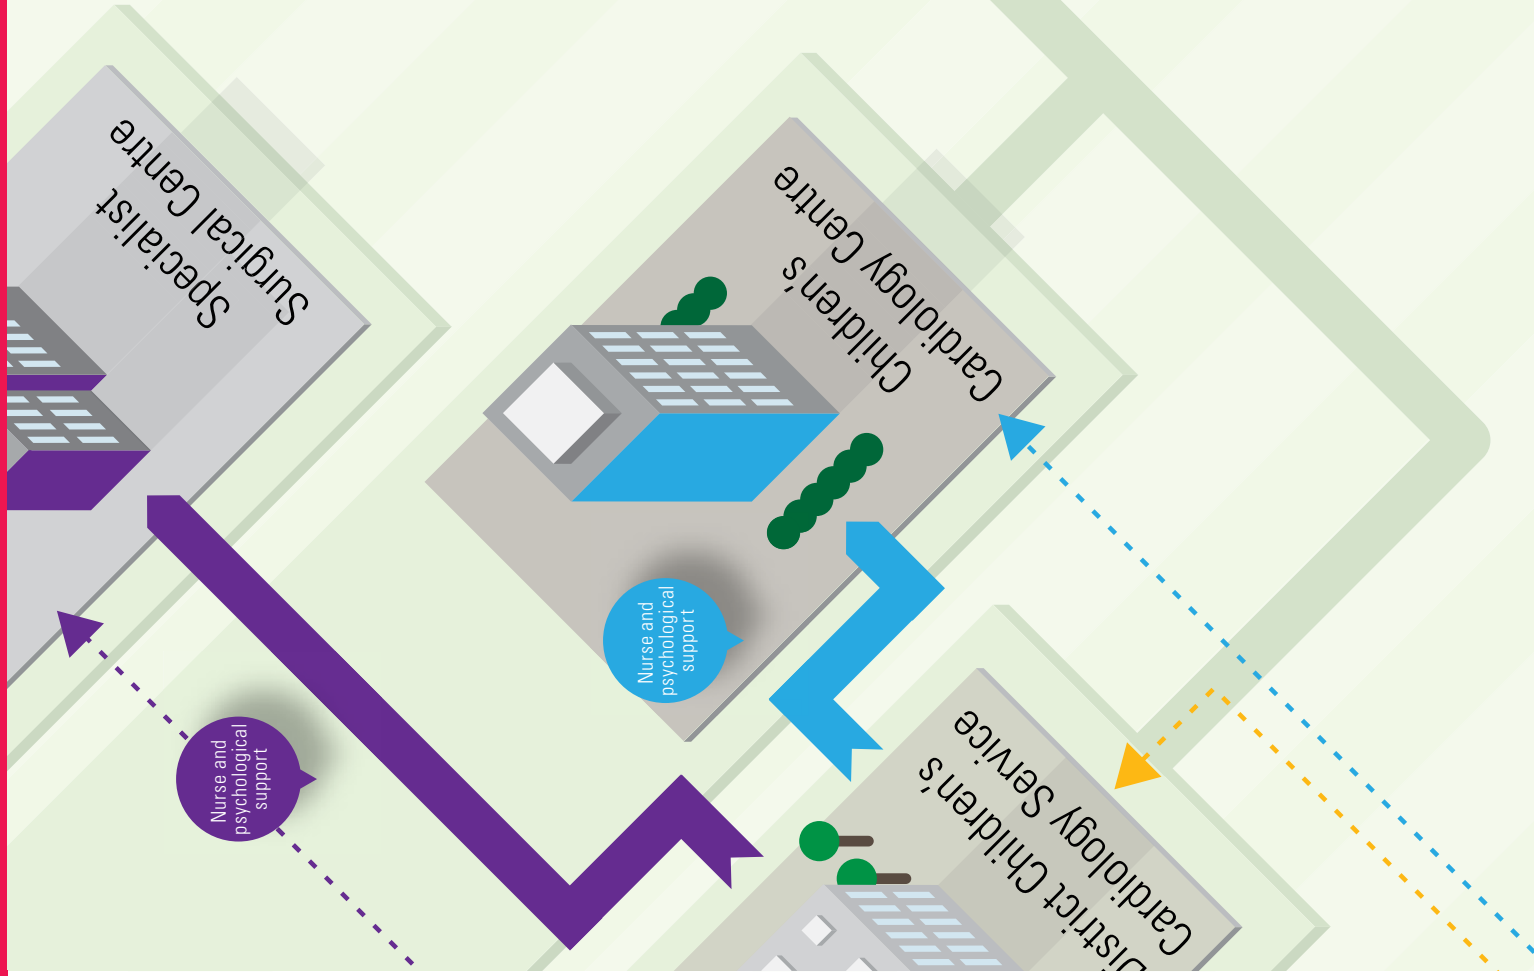 Specialist
Surgical Centre
Children's
Cardiology Centre
Nurse and
psychological
support
Nurse and
psychological
support
District Children's
Cardiology Service